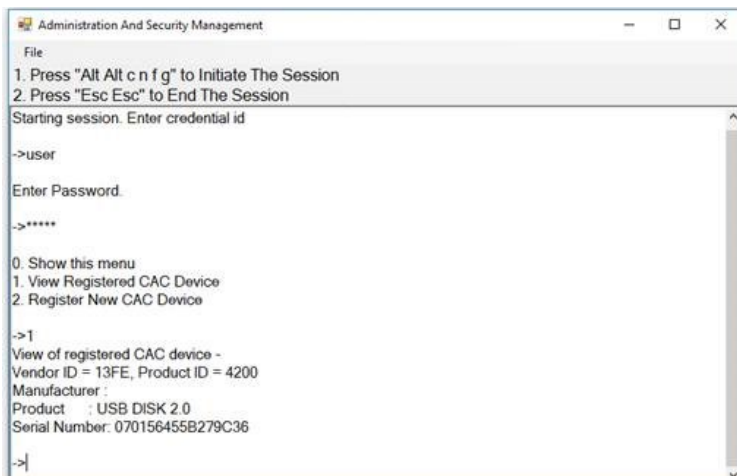 Administration And Security Management
File
1. Press "Alt Alt c n f g" to Initiate The Session
2. Press "Esc Esc" to End The Session
Starting session. Enter credential id
->user
Enter Password.
->*****
0. Show this menu
1. View Registered CAC Device
2. Register New CAC Device
->1
View of registered CAC device -
Vendor ID = 13FE, Product ID = 4200
Manufacturer :
Product : USB DISK 2.0
Serial Number: 070156455B279C36
->